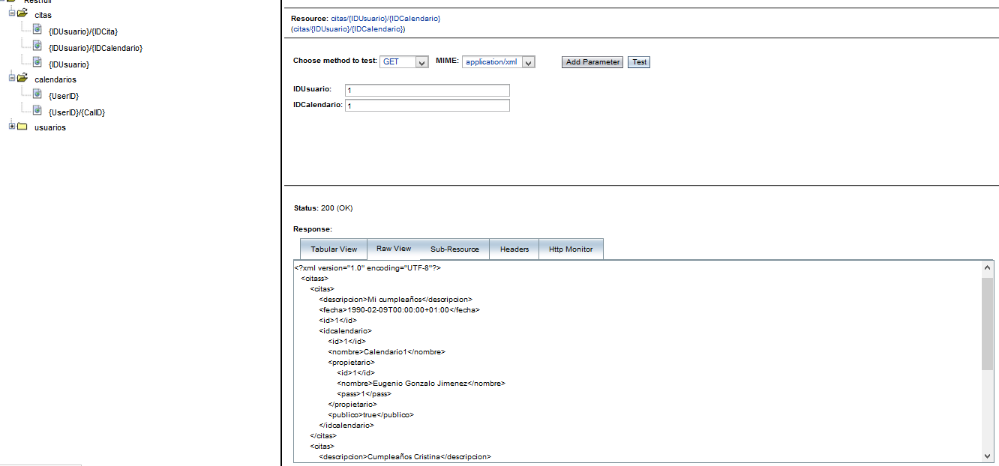 Restfull
citas
{IDUsuario}/{IDCita}
{IDUsuario}/{IDCalendario}
{IDUsuario}
calendarios
{UserID}
{UserID}/{CalID}
usuarios
Resource: citas/{IDUsuario}/{IDCalendario}
(citas/{IDUsuario}/{IDCalendario})
Choose method to test: GET MIME: application/xml Add Parameter Test
IDUsuario: 1
IDCalendario: 1
Status: 200 (OK)
Response:
Tabular View Raw View Sub-Resource Headers Http Monitor
<?xml version="1.0" encoding="UTF-8"?>
<citass>
<citas>
<descripcion>Mi cumpleaños</descripcion>
<fecha>1990-02-09T00:00:00+01:00</fecha>
<id>1</id>
<idcalendario>
<id>1</id>
<nombre>Calendario1</nombre>
<propietario>
<id>1</id>
<nombre>Eugenio Gonzalo Jimenez</nombre>
<pass>1</pass>
</propietario>
<publico>true</publico>
</idcalendario>
</citas>
<citas>
<descripcion>Cumpleaños Cristina</descripcion>